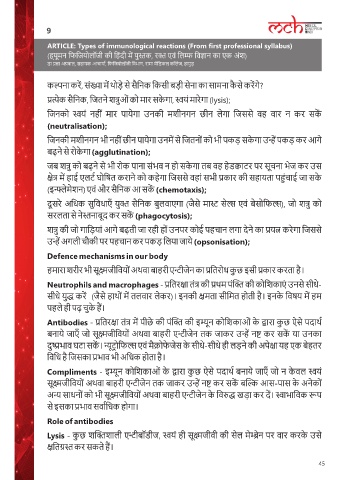 9
mch
ARTICLE: Types of immunological reactions (From first professional syllabus)
(ह्यूमन फिजियोलॉजी की हिंदी में पुस्तक, रक्त एवं लिम्फ विज्ञान का एक अंश)
कल्पना करें, संख्या में थोड़े से सैनिक किसी बड़ी सेना का सामना कैसे करेंगे?
प्रत्येक सैनिक, जितने शत्रुओं को मार सकेगा, स्वयं मारेगा (lysis);
जिनको स्वयं नहीं मार पायेगा उनकी मशीनगन छीन लेगा जिससे वह वार न कर सकें
(neutralisation);
जिनकी मशीनगन भी नहीं छीन पायेगा उनमें से जितनों को भी पकड़ सकेगा उन्हें पकड़ कर आगे
बढ़ने से रोकेगा (agglutination);
जब शत्रु को बढ़ने से भी रोक पाना संभव न हो सकेगा तब वह हेडक्वाटर पर सूचना भेज कर उस
क्षेत्र में हाई एलर्ट घोषित कराने को कहेगा जिससे वहां सभी प्रकार की सहायता पहुंचाई जा सके
(इन्फ्लेमेशन) एवं और सैनिक आ सकें (chemotaxis);
दूसरे अधिक सुविधाएँ युक्त सैनिक बुलवाएगा (जैसे मास्ट सेल्स एवं बेसोफिल्स), जो शत्रु को
सरलता से नेस्तनाबूद कर सकें (phagocytosis);
शत्रु की जो गाड़ियां आगे बढ़ती जा रही हों उनपर कोई पहचान लगा देने का प्रयत्न करेगा जिससे
उन्हें अगली चौकी पर पहचान कर पकड़ लिया जाये (opsonisation);
Defence mechanisms in our body
हमारा शरीर भी सूक्ष्मजीवियों अथवा बाहरी एन्टीजेन का प्रतिरोध कुछ इसी प्रकार करता है।
Neutrophils and macrophages - प्रतिरक्षा तंत्र की प्रथम पंक्ति की कोशिकाएं उनसे सीधे-
सीधे युद्ध करें (जैसे हाथों में तलवार लेकर)। इनकी क्षमता सीमित होती है। इनके विषय में हम
पहले ही पढ़ चुके हैं।
Antibodies - प्रतिरक्षा तंत्र में पीछे की पंक्ति की इम्यून कोशिकाओं के द्वारा कुछ ऐसे पदार्थ
बनाये जाएँ जो सूक्ष्मजीवियों अथवा बाहरी एन्टीजेन तक जाकर उन्हें नष्ट कर सकें या उनका
दुष्प्रभाव घटा सकें। न्यूट्रोफिल्स एवं मैक्रोफेजेस के सीधे-सीधे ही लड़ने की अपेक्षा यह एक बेहतर
विधि है जिसका प्रभाव भी अधिक होता है।
Compliments - इम्यून कोशिकाओं के द्वारा कुछ ऐसे पदार्थ बनाये जाएँ जो न केवल स्वयं
सूक्ष्मजीवियों अथवा बाहरी एन्टीजेन तक जाकर उन्हें नष्ट कर सकें बल्कि आस-पास के अनेकों
अन्य साधनों को भी सूक्ष्मजीवियों अथवा बाहरी एन्टीजेन के विरुद्ध खड़ा कर दें। स्वाभाविक रूप
से इसका प्रभाव सर्वाधिक होगा।
Role of antibodies
Lysis - कुछ शक्तिशाली एन्टीबॉडीज, स्वयं ही सूक्ष्मजीवी की सेल मेम्ब्रेन पर वार करके उसे
क्षतिग्रस्त कर सकते हैं।
45